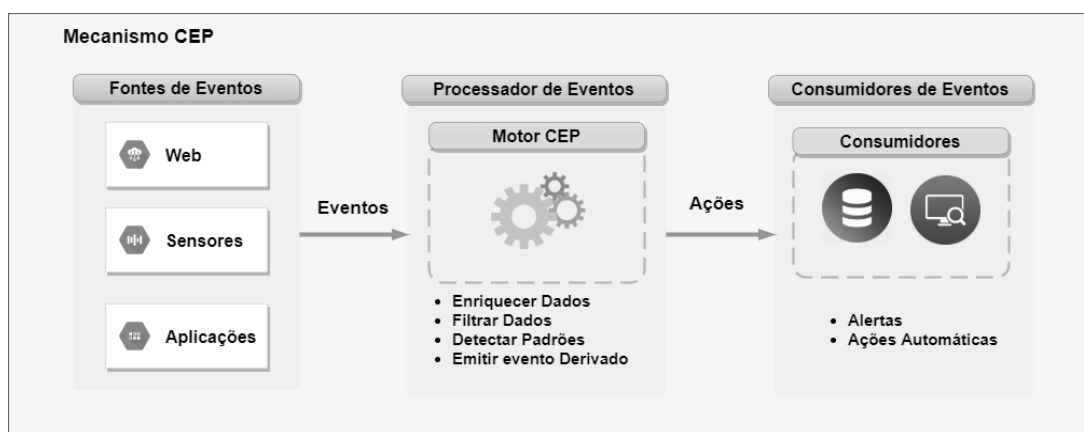 Mecanismo CEP
Fontes de Eventos
Web
Sensores
Aplicações
Eventos
Processador de Eventos
Motor CEP
• Enriquecer Dados
• Filtrar Dados
• Detectar Padrões
• Emitir evento Derivado
Ações
Consumidores de Eventos
Consumidores
• Alertas
• Ações Automáticas